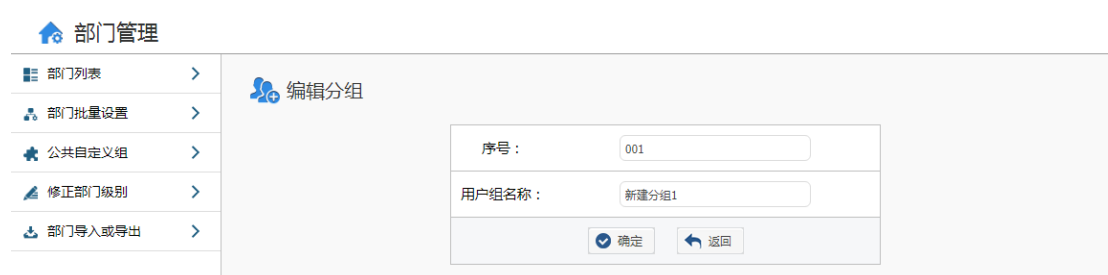 部门管理
部门列表
部门批量设置
公共自定义组
修正部门级别
部门导入或导出
编辑分组
序号： 001
用户组名称： 新建分组1
确定 返回